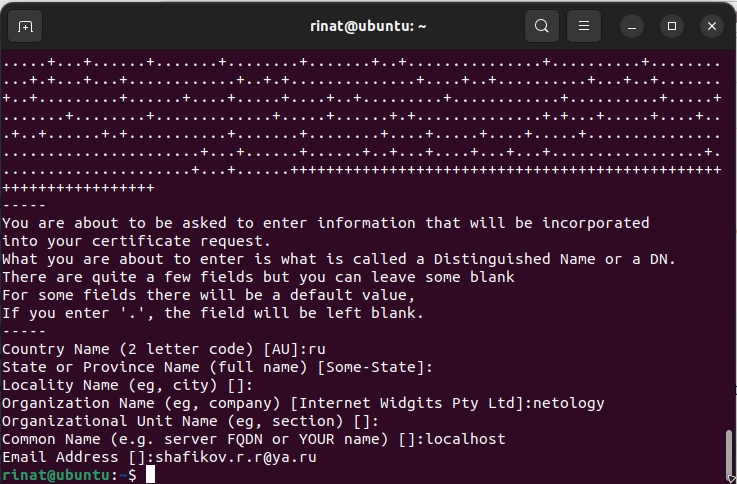 rinat@ubuntu: ~
.....+...+......+.......+........+.......+..+...............+..........+........
...+.+...+...+............+..+.+..............+....+..+..........+...+..+.......
+..+.........+......+....+.....+....+..+..........+............+..........+.....+
.......+........+.............+.....+......+.+..............+.+...+.....+....+..
.+..+......+.+...........+.......+........+....+.....+....+.....+...............
......................+...+......+......+..+...+....+...+...+.................+.
.....................+...+......++++++++++++++++++++++++++++++++++++++++++++++++
+++++++++++++++++
-----
You are about to be asked to enter information that will be incorporated
into your certificate request.
What you are about to enter is what is called a Distinguished Name or a DN.
There are quite a few fields but you can leave some blank
For some fields there will be a default value,
If you enter '.', the field will be left blank.
-----
Country Name (2 letter code) [AU]:ru
State or Province Name (full name) [Some-State]:
Locality Name (eg, city) []:
Organization Name (eg, company) [Internet Widgits Pty Ltd]:netology
Organizational Unit Name (eg, section) []:
Common Name (e.g. server FQDN or YOUR name) []:localhost
Email Address []:shafikov.r.r@ya.ru
rinat@ubuntu:~$